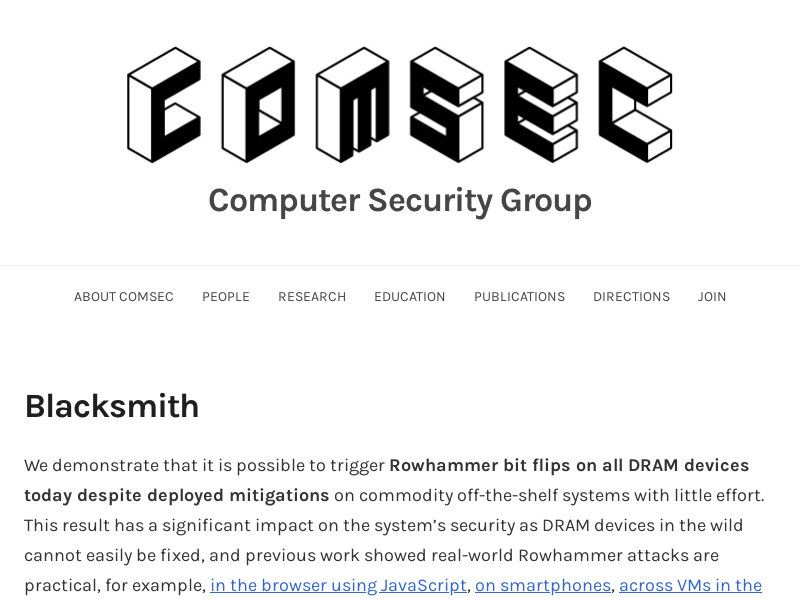 COMSEC
Computer Security Group
ABOUT COMSEC PEOPLE RESEARCH EDUCATION PUBLICATIONS DIRECTIONS JOIN
Blacksmith
We demonstrate that it is possible to trigger Rowhammer bit flips on all DRAM devices
today despite deployed mitigations on commodity off-the-shelf systems with little effort.
This result has a significant impact on the system’s security as DRAM devices in the wild
cannot easily be fixed, and previous work showed real-world Rowhammer attacks are
practical, for example, in the browser using JavaScript, on smartphones, across VMs in the